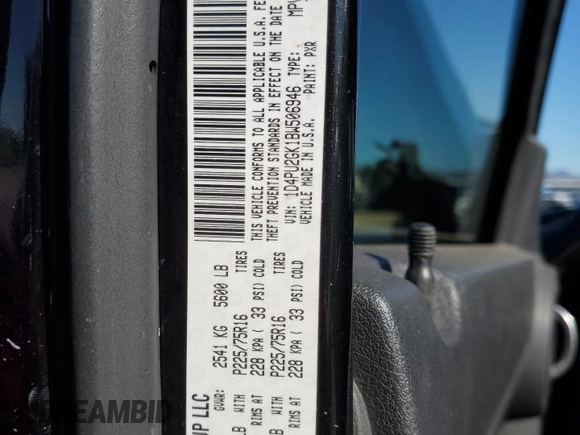 UP LLC
GVWR: 2541 KG 5600 LB
LB WITH P225/75R16 TIRES
RIMS AT 228 KPA ( 33 PSI) COLD
LB WITH P225/75R16 TIRES
RIMS AT 228 KPA ( 33 PSI) COLD
THIS VEHICLE CONFORMS TO ALL APPLICABLE U.S.A. FE
THEFT PREVENTION STANDARDS IN EFFECT ON THE DATE
VIN: 1D4PU2GK1BW506946 TYPE: MPV
VEHICLE MADE IN U.S.A. PAINT: PXR
DREAMBID